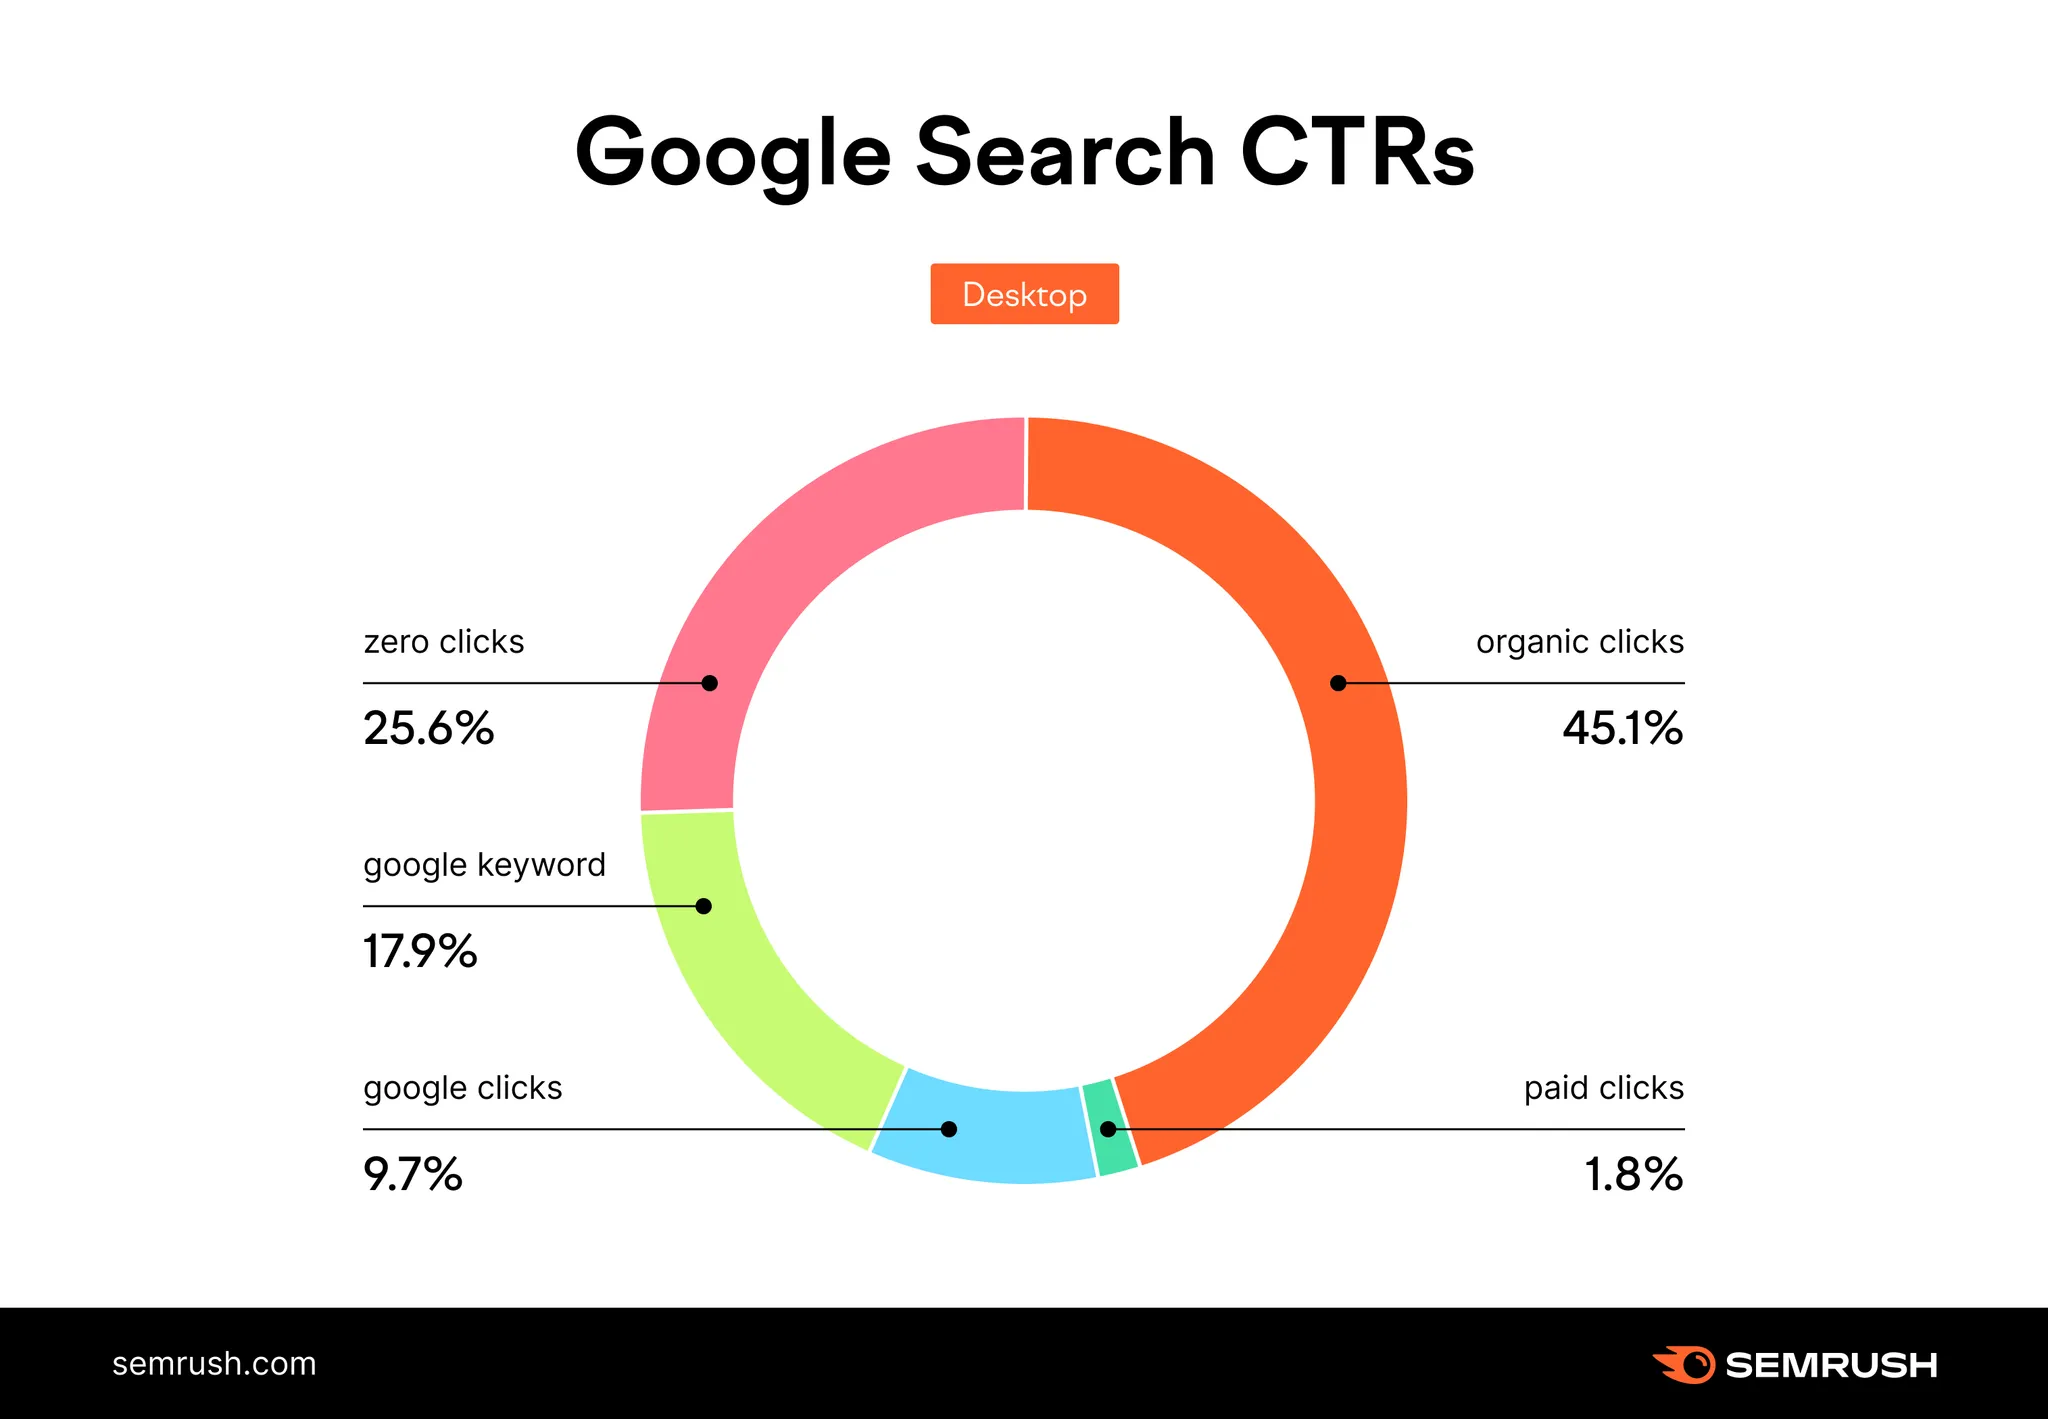 Google Search CTRs
Desktop
zero clicks
25.6%
organic clicks
45.1%
google keyword
17.9%
google clicks
9.7%
paid clicks
1.8%
semrush.com
SEMRUSH